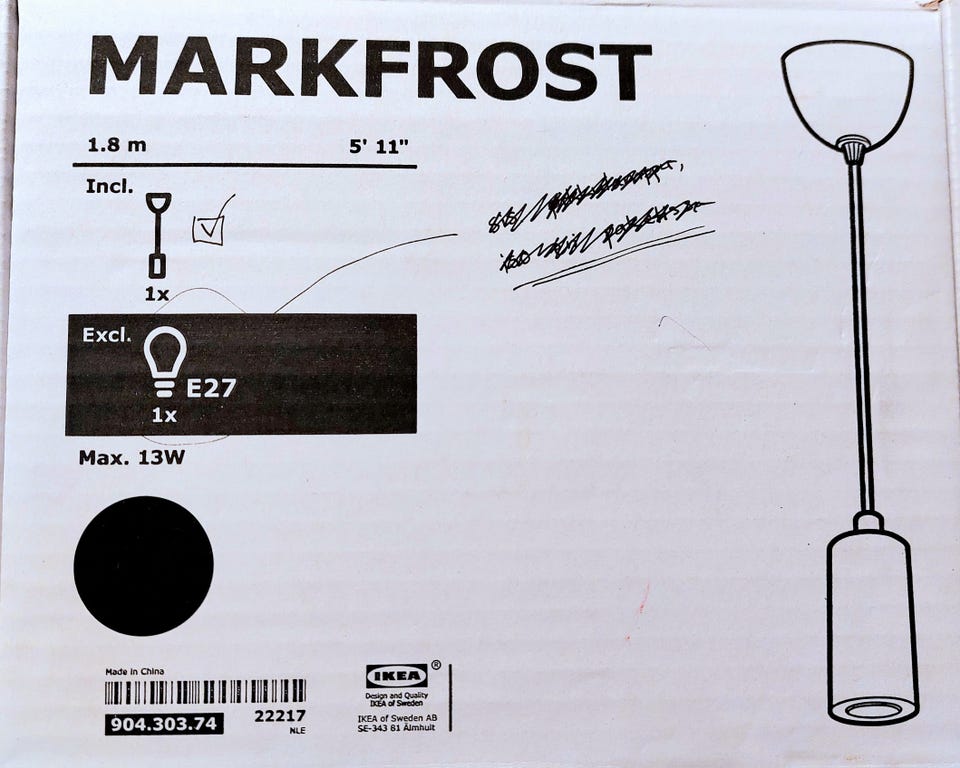 MARKFROST
1.8 m 5' 11"
Incl.
1x
Excl.
E27
1x
Max. 13W
Made in China
904.303.74
22217
NLE
IKEA®
Design and Quality
IKEA of Sweden
IKEA of Sweden AB
SE-343 81 Älmhult